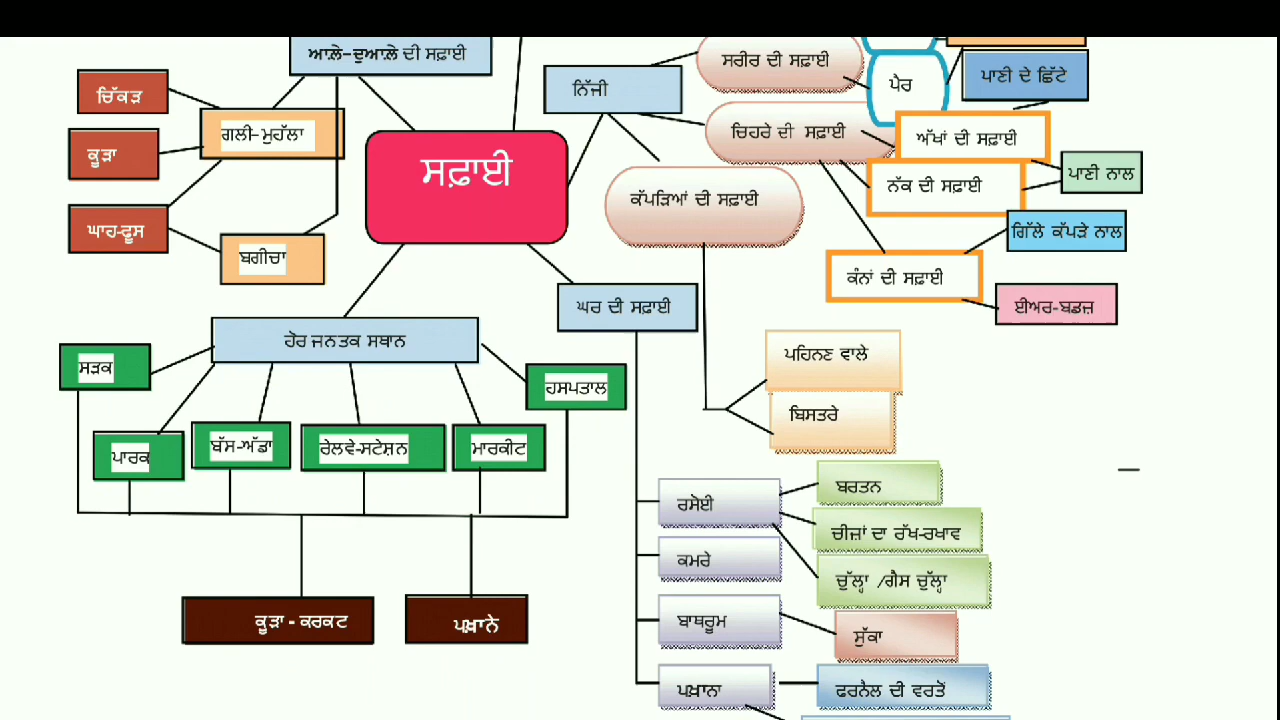 ਆਲ਼ੇ-ਦੁਆਲ਼ੇ ਦੀ ਸਫ਼ਾਈ
ਚਿੱਕੜ
ਗਲੀ-ਮੁਹੱਲਾ
ਕੂੜਾ
ਘਾਹ-ਫੂਸ
ਬਗੀਚਾ
ਸਫ਼ਾਈ
ਨਿੱਜੀ
ਸਰੀਰ ਦੀ ਸਫ਼ਾਈ
ਪੈਰ
ਪਾਣੀ ਦੇ ਛਿੱਟੇ
ਚਿਹਰੇ ਦੀ ਸਫ਼ਾਈ
ਅੱਖਾਂ ਦੀ ਸਫ਼ਾਈ
ਨੱਕ ਦੀ ਸਫ਼ਾਈ
ਪਾਣੀ ਨਾਲ
ਗਿੱਲੇ ਕੱਪੜੇ ਨਾਲ
ਕੰਨਾਂ ਦੀ ਸਫ਼ਾਈ
ਈਅਰ-ਬਡਜ਼
ਕੱਪੜਿਆਂ ਦੀ ਸਫ਼ਾਈ
ਪਹਿਨਣ ਵਾਲੇ
ਬਿਸਤਰੇ
ਘਰ ਦੀ ਸਫ਼ਾਈ
ਹੋਰ ਜਨਤਕ ਸਥਾਨ
ਸੜਕ
ਪਾਰਕ
ਬੱਸ-ਅੱਡਾ
ਰੇਲਵੇ-ਸਟੇਸ਼ਨ
ਮਾਰਕੀਟ
ਹਸਪਤਾਲ
ਕੂੜਾ - ਕਰਕਟ
ਪਖ਼ਾਨੇ
ਰਸੋਈ
ਬਰਤਨ
ਚੀਜ਼ਾਂ ਦਾ ਰੱਖ-ਰਖਾਵ
ਚੁੱਲ੍ਹਾ /ਗੈਸ ਚੁੱਲ੍ਹਾ
ਕਮਰੇ
ਬਾਥਰੂਮ
ਸੁੱਕਾ
ਪਖ਼ਾਨਾ
ਫਰਨੈਲ ਦੀ ਵਰਤੋਂ